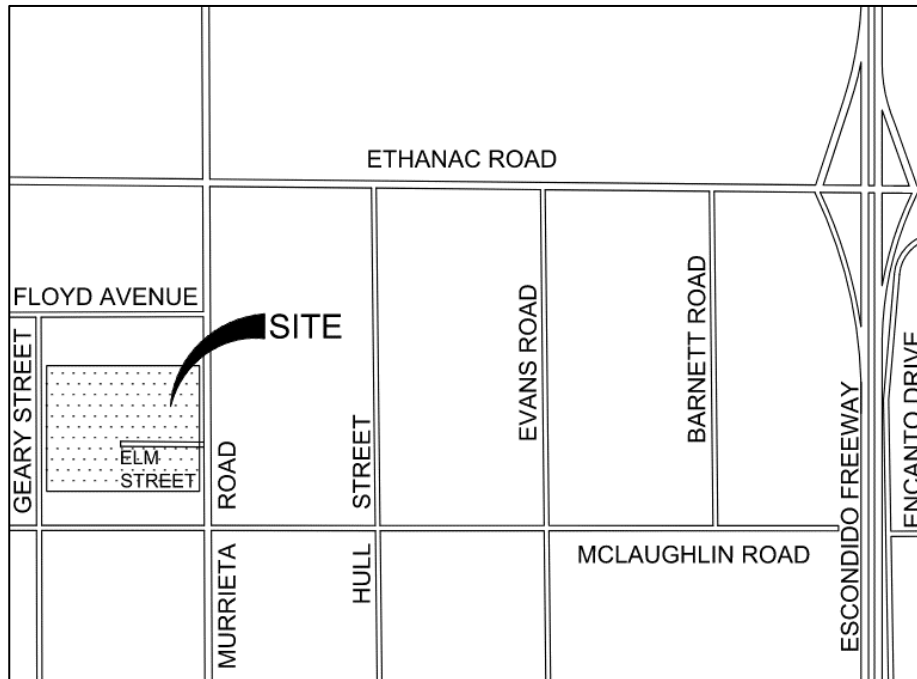 ETHANAC ROAD
FLOYD AVENUE
SITE
GEARY STREET
ELM
STREET
MURRIETA ROAD
HULL STREET
EVANS ROAD
BARNETT ROAD
MCLAUGHLIN ROAD
ESCONDIDO FREEWAY
ENCANTO DRIVE